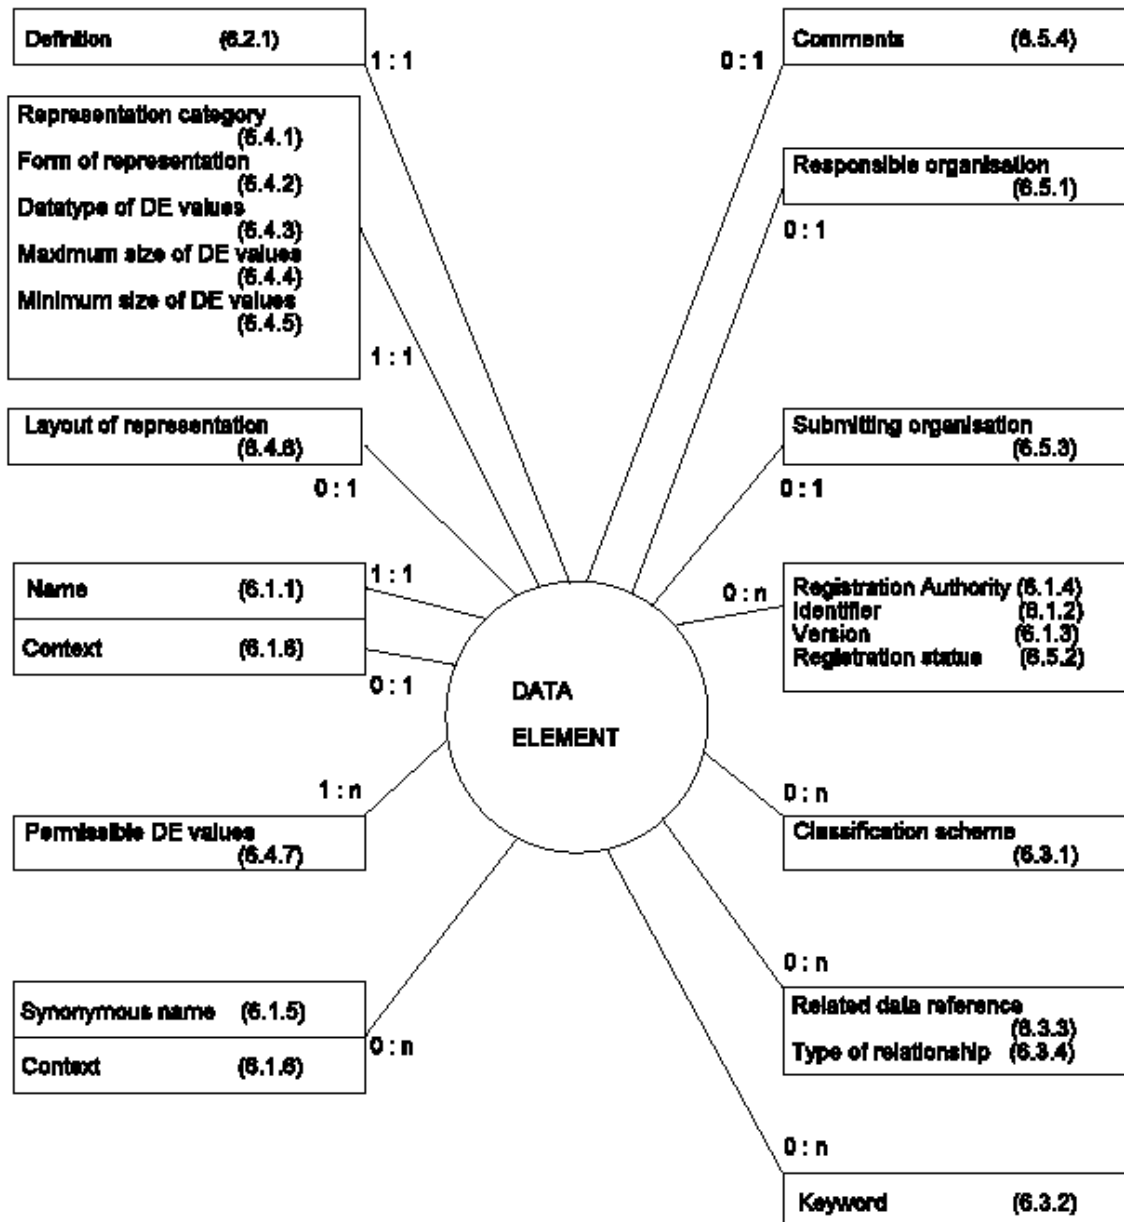 Definition (6.2.1)
1 : 1
Representation category
(6.4.1)
Form of representation
(6.4.2)
Datatype of DE values
(6.4.3)
Maximum size of DE values
(6.4.4)
Minimum size of DE values
(6.4.5)
1 : 1
Layout of representation
(6.4.6)
0 : 1
Name (6.1.1)
1 : 1
Context (6.1.6)
0 : 1
1 : n
Permissible DE values
(6.4.7)
Synonymous name (6.1.5)
0 : n
Context (6.1.6)
DATA
ELEMENT
0 : 1
Comments (6.5.4)
Responsible organisation
(6.5.1)
0 : 1
Submitting organisation
(6.5.3)
0 : 1
0 : n
Registration Authority (6.1.4)
Identifier (6.1.2)
Version (6.1.3)
Registration status (6.5.2)
0 : n
Classification scheme
(6.3.1)
0 : n
Related data reference
(6.3.3)
Type of relationship (6.3.4)
0 : n
Keyword (6.3.2)